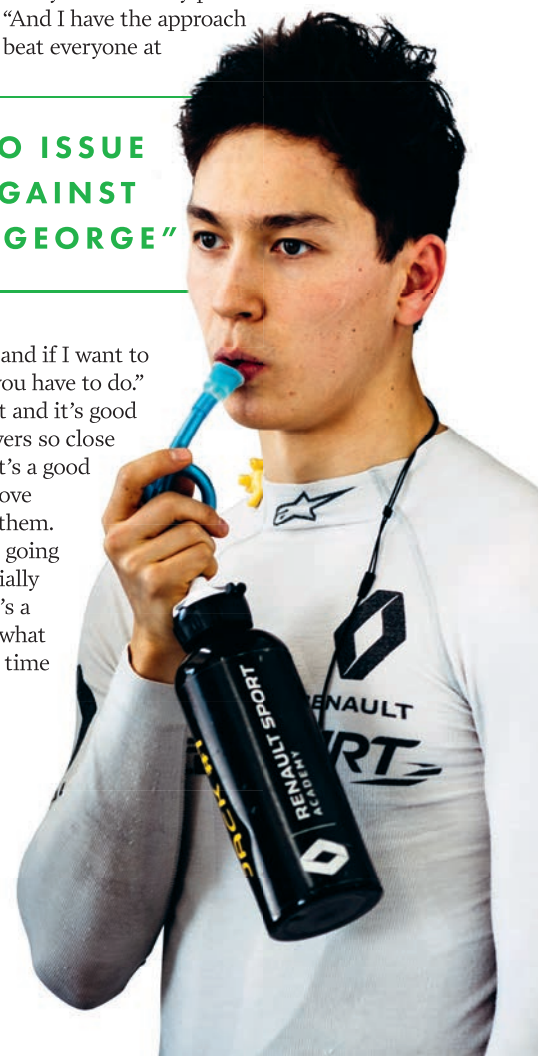 “And I have the approach
beat everyone at
O ISSUE
GAINST
GEORGE”
and if I want to
you have to do.”
t and it’s good
vers so close
t’s a good
ove
them.
going
ially
’s a
what
time
ENAULT
RT
RENAULT SPORT
ACADEMY